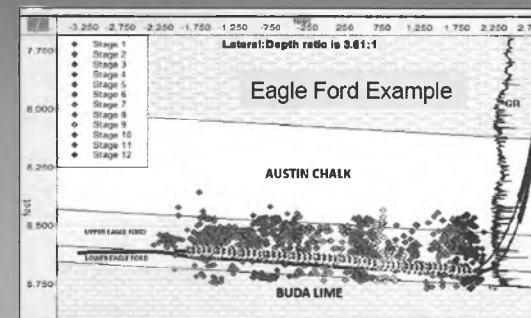 feet
-3.250 -2.750 -2.250 -1.750 -1.250 -750 -250 250 750 1.250 1.750 2.250
Lateral:Depth ratio is 3.61:1
Stage 1
Stage 2
Stage 3
Stage 4
Stage 5
Stage 6
Stage 7
Stage 8
Stage 9
Stage 10
Stage 11
Stage 12
Eagle Ford Example
GR
7.750
8.000
8.250
8.500
8.750
feet
AUSTIN CHALK
UPPER EAGLE FORD
LOWER EAGLE FORD
BUDA LIME